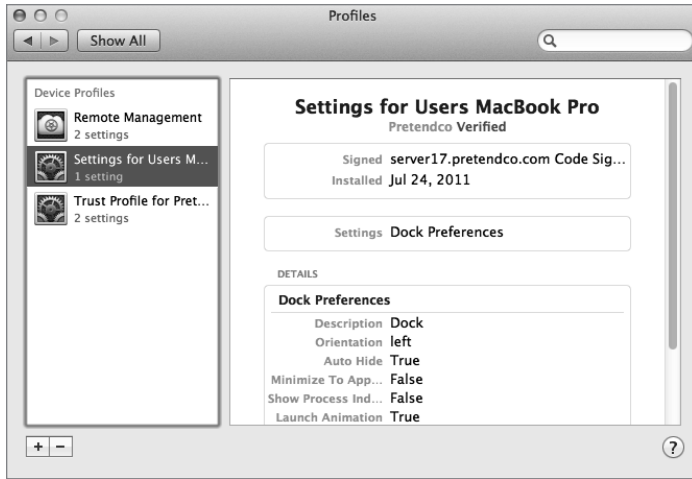 Profiles
Show All
Device Profiles
Remote Management
2 settings
Settings for Users M...
1 setting
Trust Profile for Pret...
2 settings
Settings for Users MacBook Pro
Pretendco Verified
Signed server17.pretendco.com Code Sig...
Installed Jul 24, 2011
Settings Dock Preferences
DETAILS
Dock Preferences
Description Dock
Orientation left
Auto Hide True
Minimize To App... False
Show Process Ind... False
Launch Animation True
+ −
?